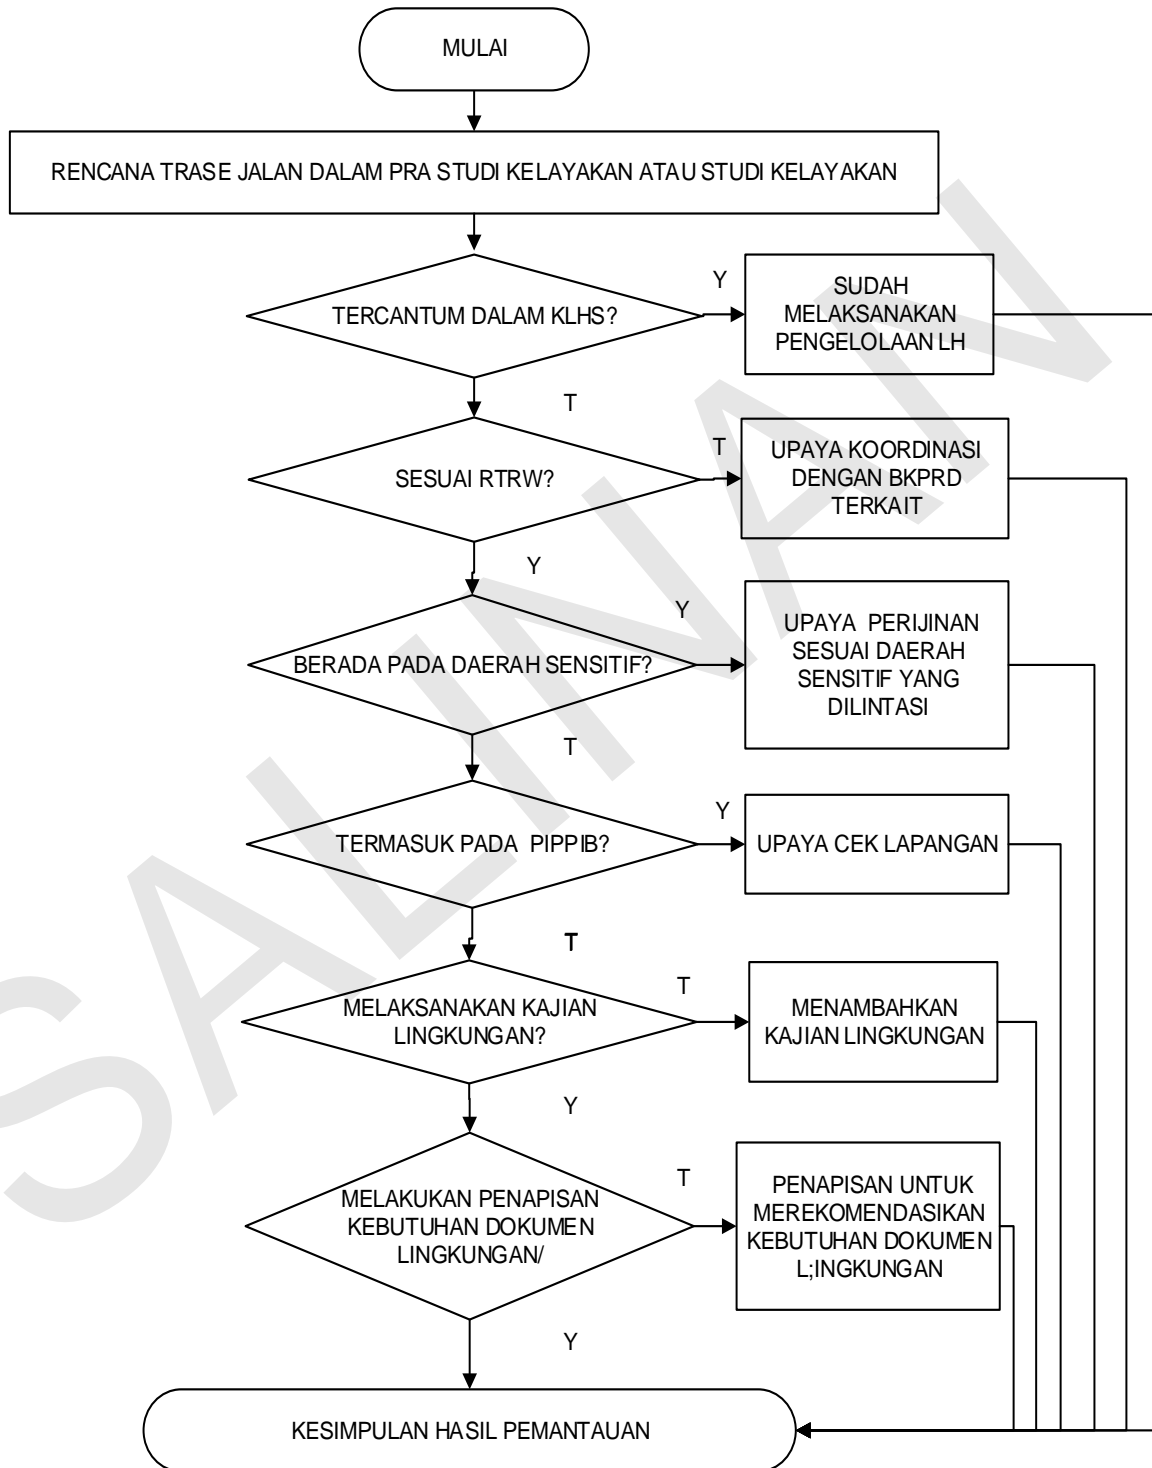 MULAI
RENCANA TRASE JALAN DALAM PRA STUDI KELAYAKAN ATAU STUDI KELAYAKAN
TERCANTUM DALAM KLHS?
Y
SUDAH
MELAKSANAKAN
PENGELOLAAN LH
T
SESUAI RTRW?
T
UPAYA KOORDINASI
DENGAN BKPRD
TERKAIT
Y
BERADA PADA DAERAH SENSITIF?
Y
UPAYA PERIJINAN
SESUAI DAERAH
SENSITIF YANG
DILINTASI
T
TERMASUK PADA PIPPIB?
Y
UPAYA CEK LAPANGAN
T
MELAKSANAKAN KAJIAN
LINGKUNGAN?
T
MENAMBAHKAN
KAJIAN LINGKUNGAN
Y
MELAKUKAN PENAPISAN
KEBUTUHAN DOKUMEN
LINGKUNGAN/
T
PENAPISAN UNTUK
MEREKOMENDASIKAN
KEBUTUHAN DOKUMEN
L;INGKUNGAN
Y
KESIMPULAN HASIL PEMANTAUAN
SALINAN